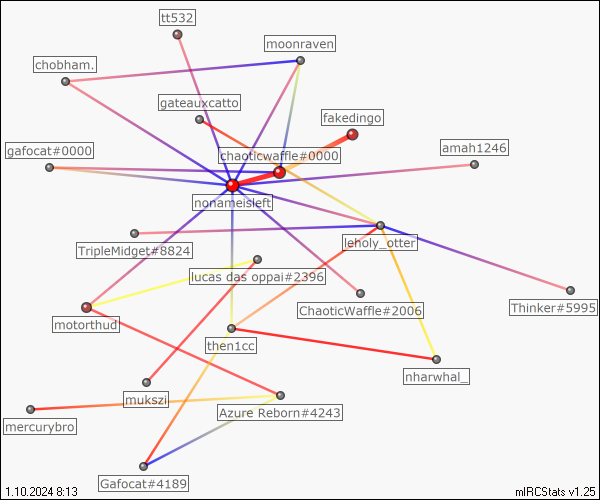 tt532
moonraven
chobham.
gateauxcatto
fakedingo
gafocat#0000
chaoticwaffle#0000
amah1246
nonameisleft
TripleMidget#8824
leholy_otter
lucas das oppai#2396
ChaoticWaffle#2006
Thinker#5995
motorthud
then1cc
nharwhal_
mukszi
Azure Reborn#4243
mercurybro
Gafocat#4189
1.10.2024 8:13
mIRCStats v1.25